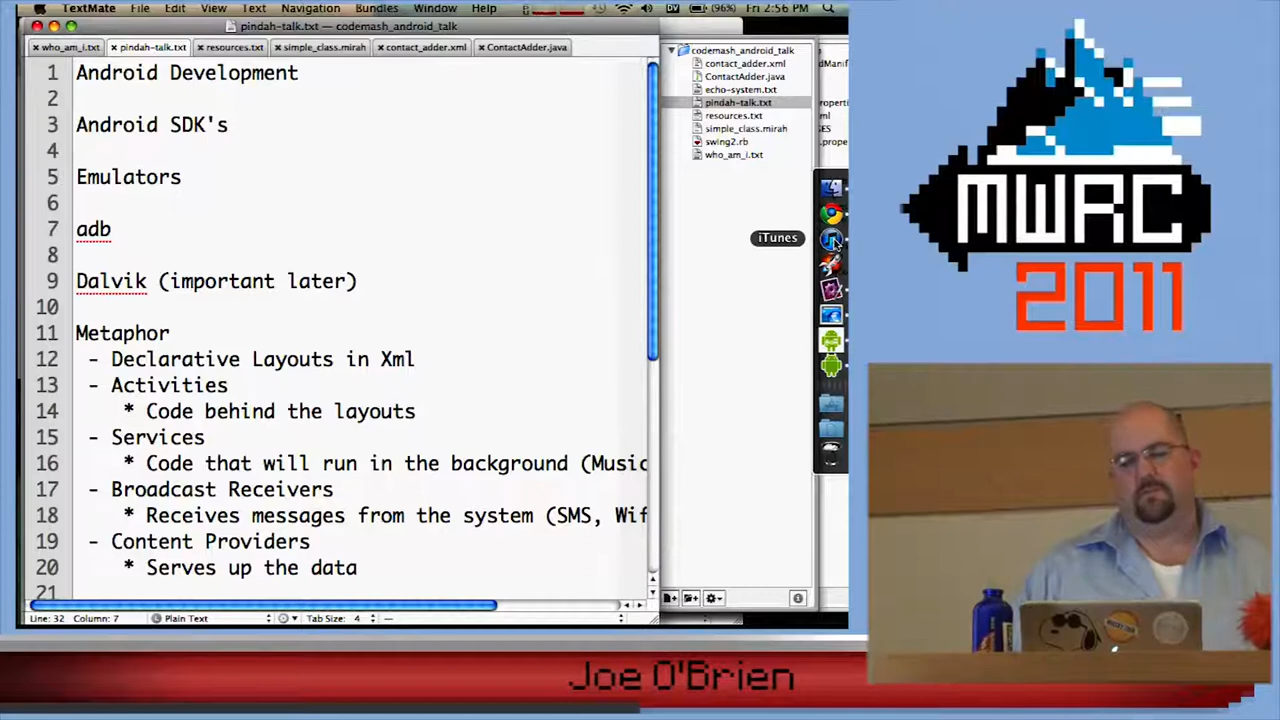 TextMate File Edit View Text Navigation Bundles Window Help (96%) Fri 2:56 PM
pindah-talk.txt — codemash_android_talk
who_am_i.txt pindah-talk.txt resources.txt simple_class.mirah contact_adder.xml ContactAdder.java
1 Android Development
2
3 Android SDK's
4
5 Emulators
6
7 adb
8
9 Dalvik (important later)
10
11 Metaphor
12 - Declarative Layouts in Xml
13 - Activities
14 * Code behind the layouts
15 - Services
16 * Code that will run in the background (Music
17 - Broadcast Receivers
18 * Receives messages from the system (SMS, Wif
19 - Content Providers
20 * Serves up the data
21
Line: 32 Column: 7 Plain Text Tab Size: 4 —
codemash_android_talk
contact_adder.xml
ContactAdder.java
echo-system.txt
pindah-talk.txt
resources.txt
simple_class.mirah
swing2.rb
who_am_i.txt
iTunes
MWRC
2011
Joe O'Brien